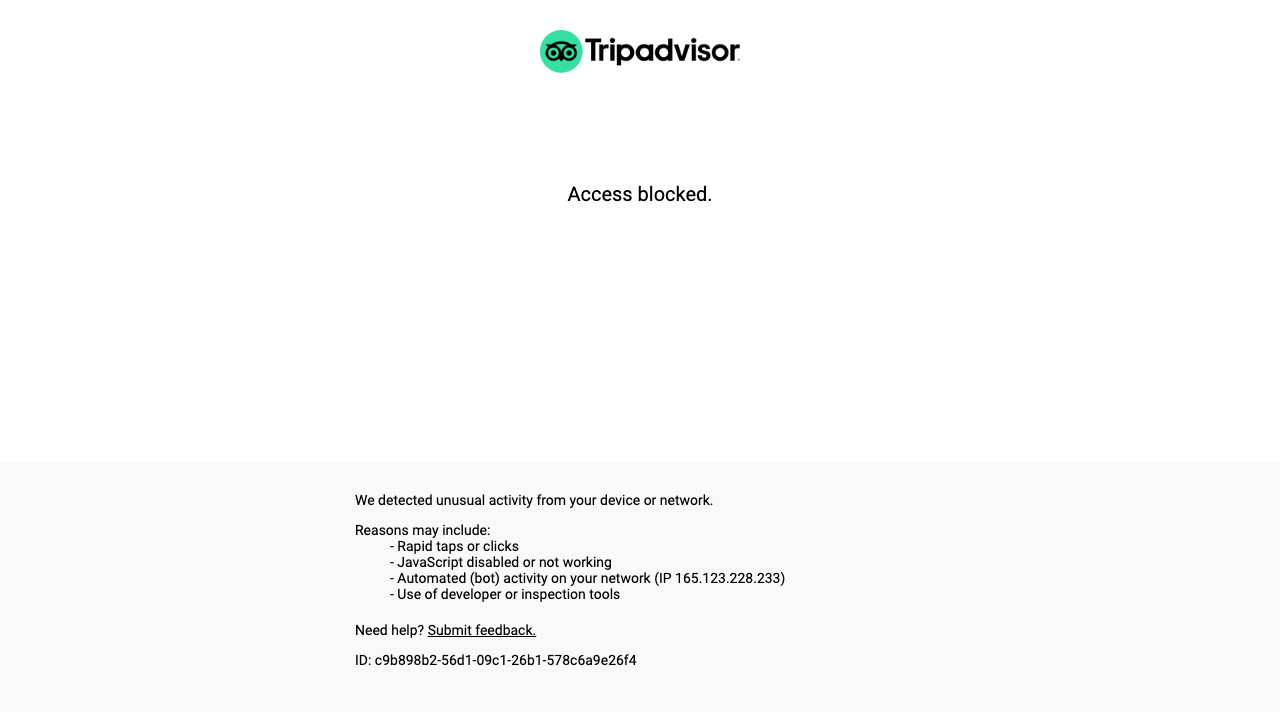 Tripadvisor
Access blocked.
We detected unusual activity from your device or network.
Reasons may include:
- Rapid taps or clicks
- JavaScript disabled or not working
- Automated (bot) activity on your network (IP 165.123.228.233)
- Use of developer or inspection tools
Need help? Submit feedback.
ID: c9b898b2-56d1-09c1-26b1-578c6a9e26f4